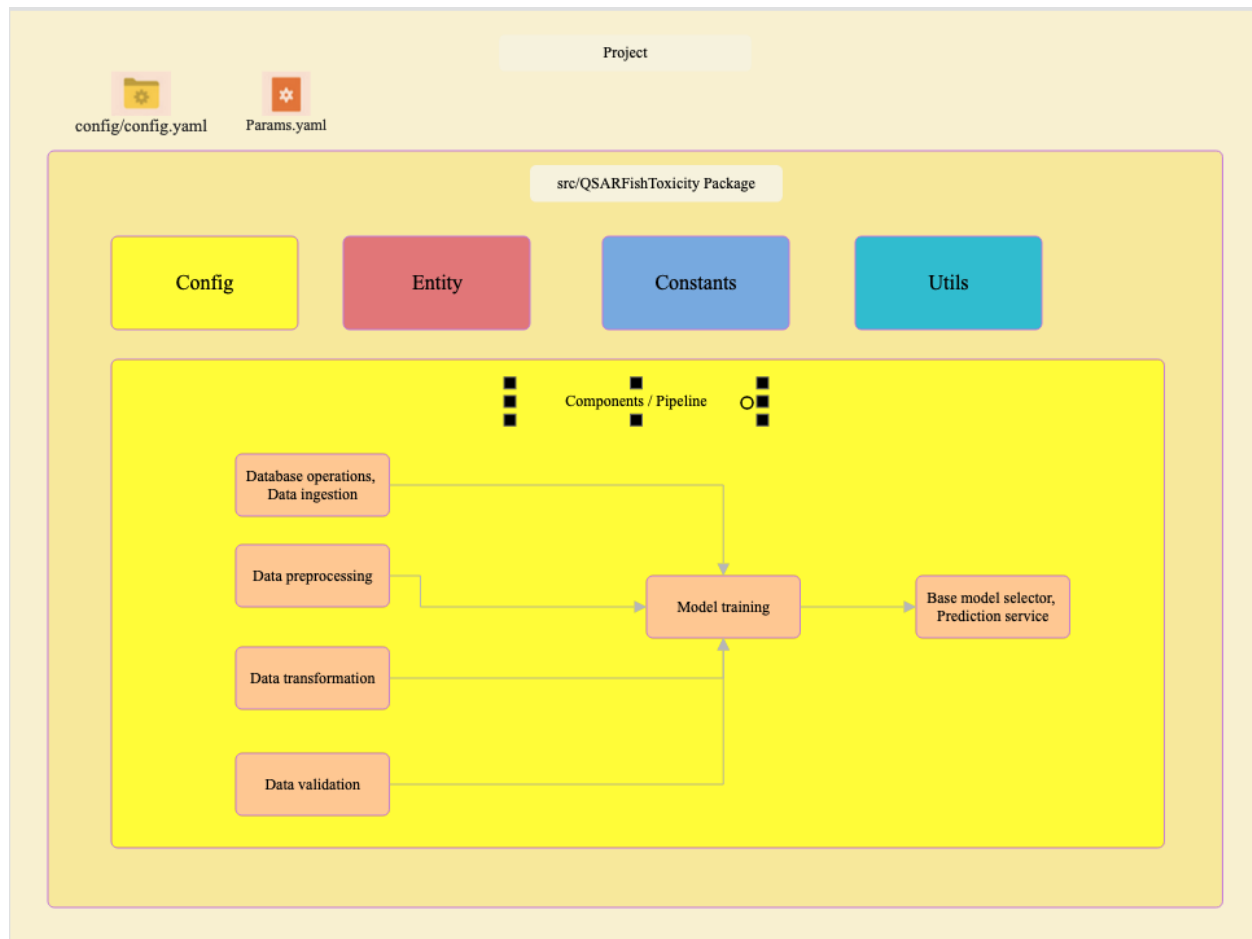 Project
config/config.yaml
Params.yaml
src/QSARFishToxicity Package
Config
Entity
Constants
Utils
Components / Pipeline
Database operations,
Data ingestion
Data preprocessing
Model training
Base model selector,
Prediction service
Data transformation
Data validation